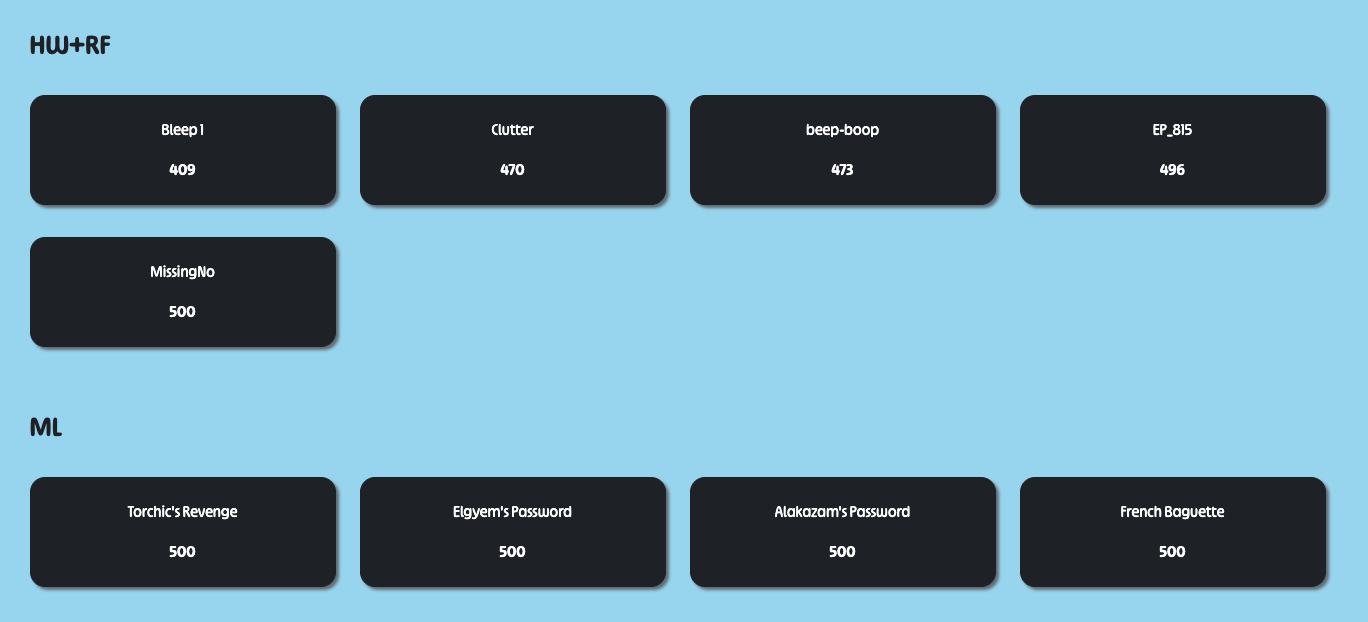 HW+RF
Bleep 1
409
Clutter
470
beep-boop
473
EP_815
496
MissingNo
500
ML
Torchic's Revenge
500
Elgyem's Password
500
Alakazam's Password
500
French Baguette
500